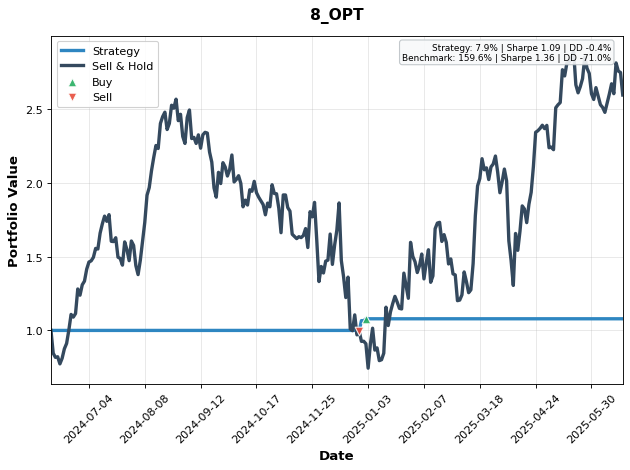 8_OPT
Strategy
Sell & Hold
Buy
Sell
Strategy: 7.9% | Sharpe 1.09 | DD -0.4%
Benchmark: 159.6% | Sharpe 1.36 | DD -71.0%
Portfolio Value
2.5
2.0
1.5
1.0
2024-07-04
2024-08-08
2024-09-12
2024-10-17
2024-11-25
2025-01-03
2025-02-07
2025-03-18
2025-04-24
2025-05-30
Date